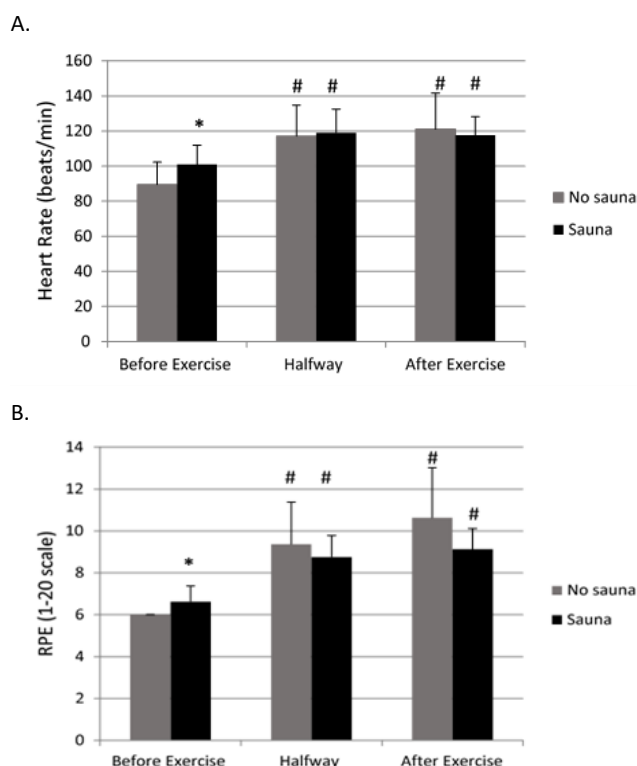 A.
160
140
120
100
80
60
40
20
0
Heart Rate (beats/min)
*
# #
# #
Before Exercise Halfway After Exercise
No sauna
Sauna
B.
14
12
10
8
6
4
2
0
RPE (1-20 scale)
*
# #
#
#
Before Exercise Halfway After Exercise
No sauna
Sauna